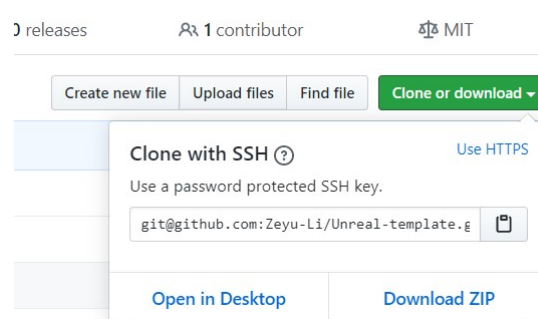 0 releases 1 contributor MIT
Create new file Upload files Find file Clone or download
Clone with SSH ? Use HTTPS
Use a password protected SSH key.
git@github.com:Zeyu-Li/Unreal-template.g
Open in Desktop Download ZIP